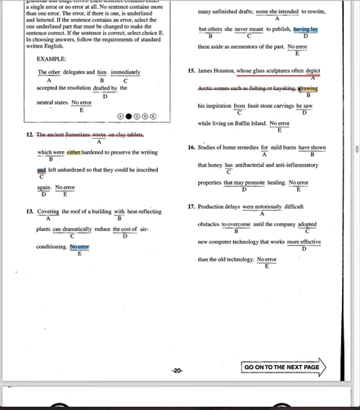 a single error or no error at all. No sentence contains more
than one error. The error, if there is one, is underlined
and lettered. If the sentence contains an error, select the
one underlined part that must be changed to make the
sentence correct. If the sentence is correct, select choice E.
In choosing answers, follow the requirements of standard
written English.
EXAMPLE:
The other delegates and him immediately
A B C
accepted the resolution drafted by the
D
neutral states. No error
E
A B C D E
12. The ancient Sumerians wrote on clay tablets,
A
which were either hardened to preserve the writing
B
and left unhardened so that they could be inscribed
C
again. No error
D E
13. Covering the roof of a building with heat-reflecting
A B
plants can dramatically reduce the cost of air-
C D
conditioning. No error
E
many unfinished drafts; some she intended to rewrite,
A
but others she never meant to publish, having lay
B C D
them aside as mementores of the past. No error
E
15. James Houston, whose glass sculptures often depict
A
Arctic scenes such as fishing or kayaking, drawing
B
his inspiration from Inuit stone carvings he saw
C D
while living on Baffin Island. No error
E
16. Studies of home remedies for mild burns have shown
A B
that honey has antibacterial and anti-inflammatory
C
properties that may promote healing. No error
D E
17. Production delays were notoriously difficult
A
obstacles to overcome until the company adopted
B C
new computer technology that works more effective
D
than the old technology. No error
E
-20-
GO ON TO THE NEXT PAGE